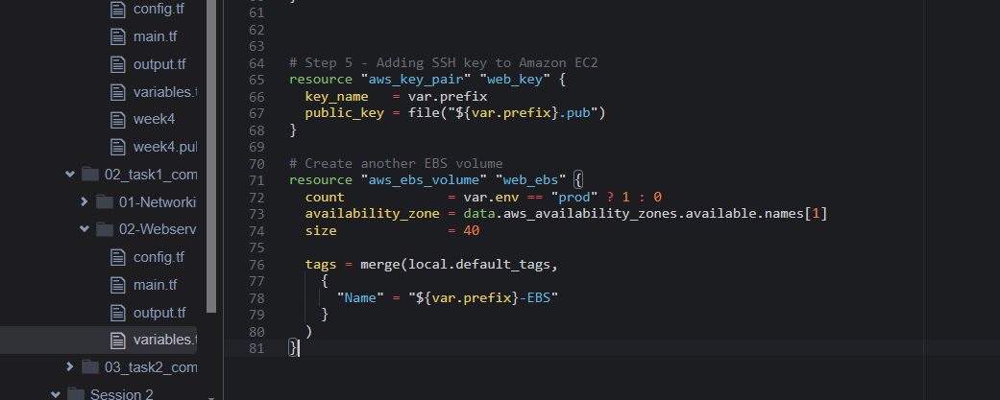 config.tf
main.tf
output.tf
variables.t
week4
week4.pul
02_task1_com
01-Networki
02-Webserv
config.tf
main.tf
output.tf
variables.t
03_task2_com
Session 2
61
62
63
64 # Step 5 - Adding SSH key to Amazon EC2
65 resource "aws_key_pair" "web_key" {
66 key_name   = var.prefix
67 public_key = file("${var.prefix}.pub")
68 }
69
70 # Create another EBS volume
71 resource "aws_ebs_volume" "web_ebs" {
72 count             = var.env == "prod" ? 1 : 0
73 availability_zone = data.aws_availability_zones.available.names[1]
74 size              = 40
75
76 tags = merge(local.default_tags,
77 {
78 "Name" = "${var.prefix}-EBS"
79 }
80 )
81 }